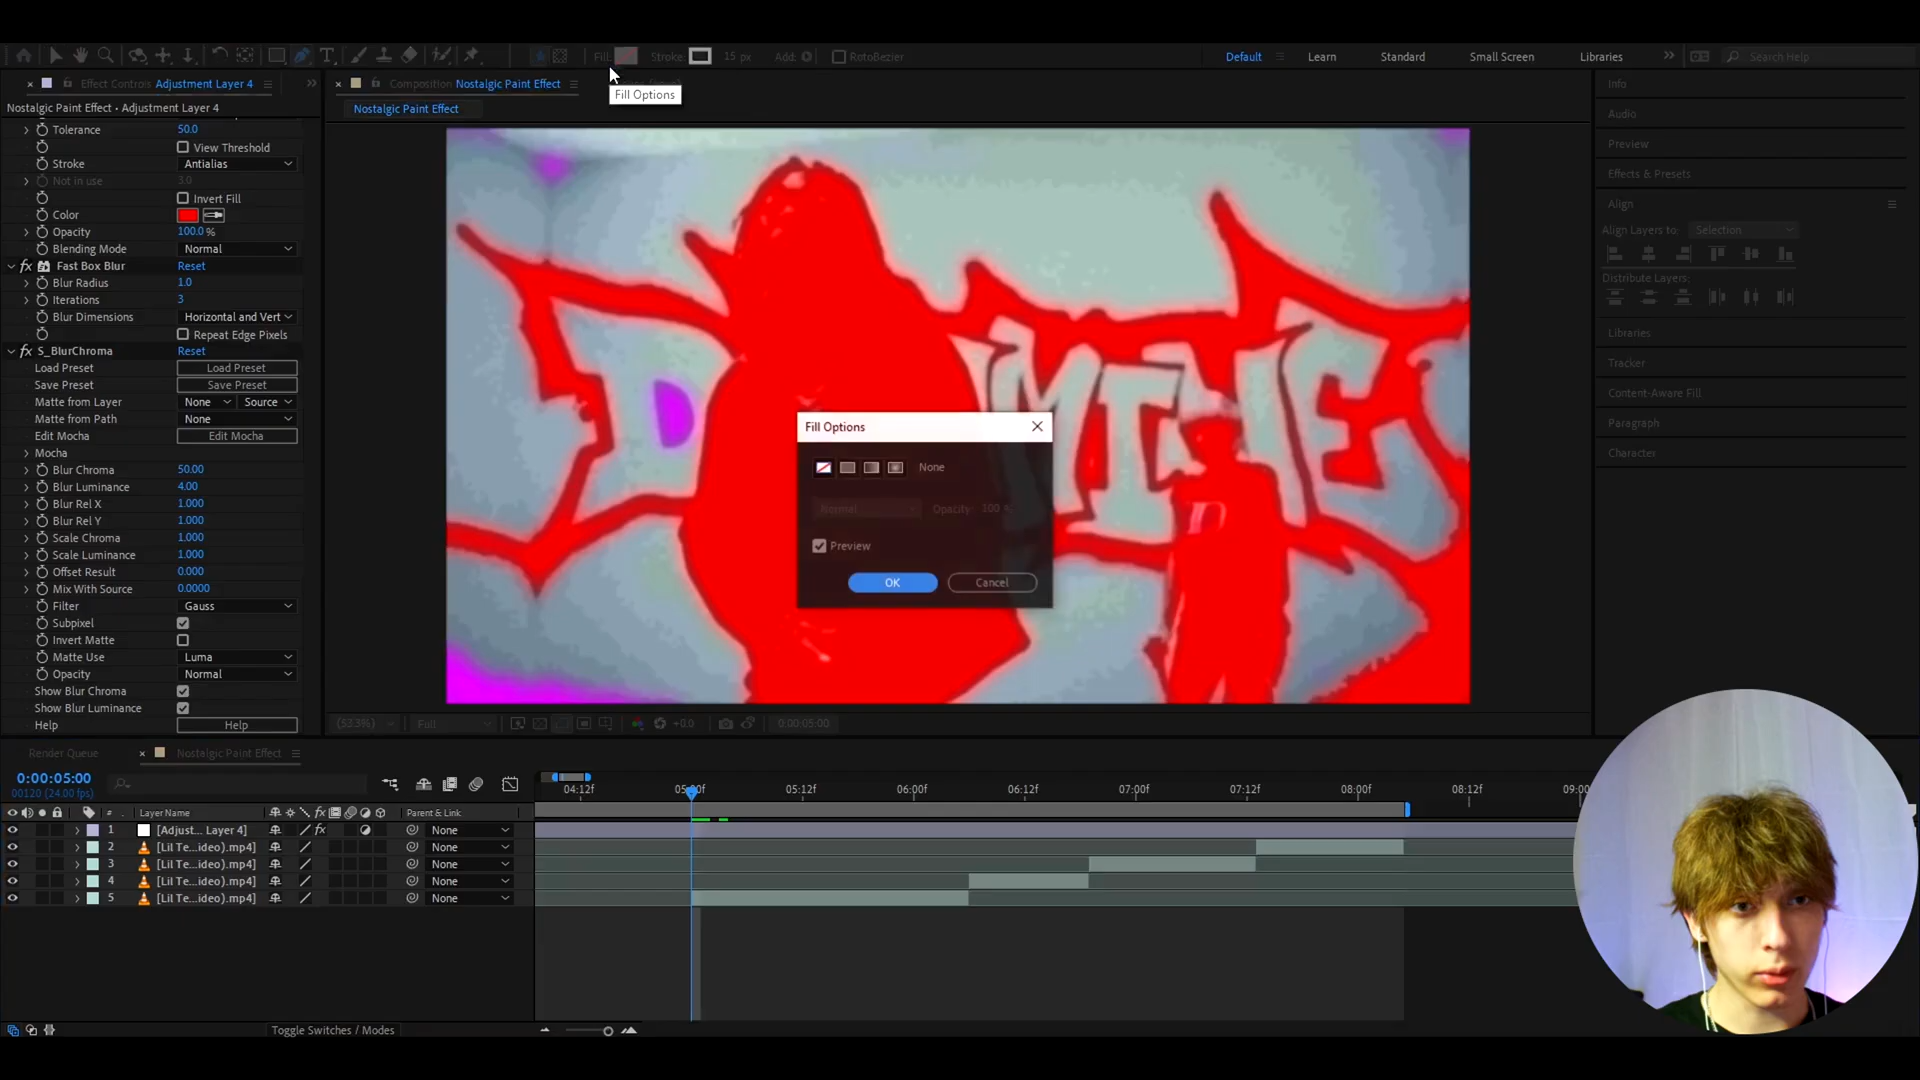 Fill:
Stroke:
15 px
Add:
RotoBezier
Default
Learn
Standard
Small Screen
Libraries
Search Help
Effect Controls Adjustment Layer 4
Composition Nostalgic Paint Effect
Fill Options
Nostalgic Paint Effect • Adjustment Layer 4
Nostalgic Paint Effect
Tolerance 50.0
View Threshold
Stroke Antialias
Not in use 3.0
Invert Fill
Color
Opacity 100.0 %
Blending Mode Normal
fx Fast Box Blur Reset
Blur Radius 1.0
Iterations 3
Blur Dimensions Horizontal and Vert
Repeat Edge Pixels
fx S_BlurChroma Reset
Load Preset Load Preset
Save Preset Save Preset
Matte from Layer None Source
Matte from Path None
Edit Mocha Edit Mocha
Mocha
Blur Chroma 50.00
Blur Luminance 4.00
Blur Rel X 1.000
Blur Rel Y 1.000
Scale Chroma 1.000
Scale Luminance 1.000
Offset Result 0.000
Mix With Source 0.0000
Filter Gauss
Subpixel
Invert Matte
Matte Use Luma
Opacity Normal
Show Blur Chroma
Show Blur Luminance
Help Help
D
MITHE
Fill Options
None
Normal Opacity: 100 %
Preview
OK Cancel
(53.3%) Full +0.0 0:00:05:00
Info
Audio
Preview
Effects & Presets
Align
Align Layers to: Selection
Distribute Layers:
Libraries
Tracker
Content-Aware Fill
Paragraph
Character
Render Queue
Nostalgic Paint Effect
0:00:05:00
00120 (24.00 fps)
04:12f 05:00f 05:12f 06:00f 06:12f 07:00f 07:12f 08:00f 08:12f 09:00
# Layer Name fx Parent & Link
1 [Adjust... Layer 4] fx None
2 [Lil Te...ideo).mp4] None
3 [Lil Te...ideo).mp4] None
4 [Lil Te...ideo).mp4] None
5 [Lil Te...ideo).mp4] None
Toggle Switches / Modes